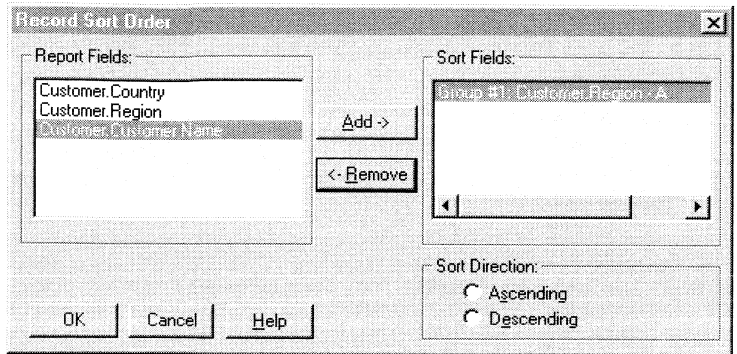 Record Sort Order
Report Fields:
Customer.Country
Customer.Region
Customer.Customer Name
Add ->
<- Remove
Sort Fields:
Group #1: Customer.Region - A
Sort Direction:
Ascending
Descending
OK
Cancel
Help